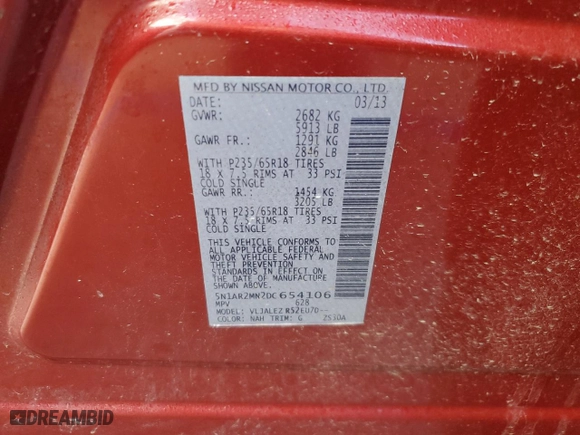 MFD BY NISSAN MOTOR CO., LTD.
DATE: 03/13
GVWR: 2682 KG
5913 LB
GAWR FR.: 1291 KG
2846 LB
WITH P235/65R18 TIRES
18 X 7.5 RIMS AT 33 PSI
COLD SINGLE
GAWR RR.: 1454 KG
3205 LB
WITH P235/65R18 TIRES
18 X 7.5 RIMS AT 33 PSI
COLD SINGLE
THIS VEHICLE CONFORMS TO
ALL APPLICABLE FEDERAL
MOTOR VEHICLE SAFETY AND
THEFT PREVENTION
STANDARDS IN EFFECT ON
THE DATE OF MANUFACTURE
SHOWN ABOVE.
5N1AR2MN2DC654106
MPV 628
MODEL: VLJALEZ R52EU70--
COLOR: NAH TRIM: G 2530A
DREAMBID